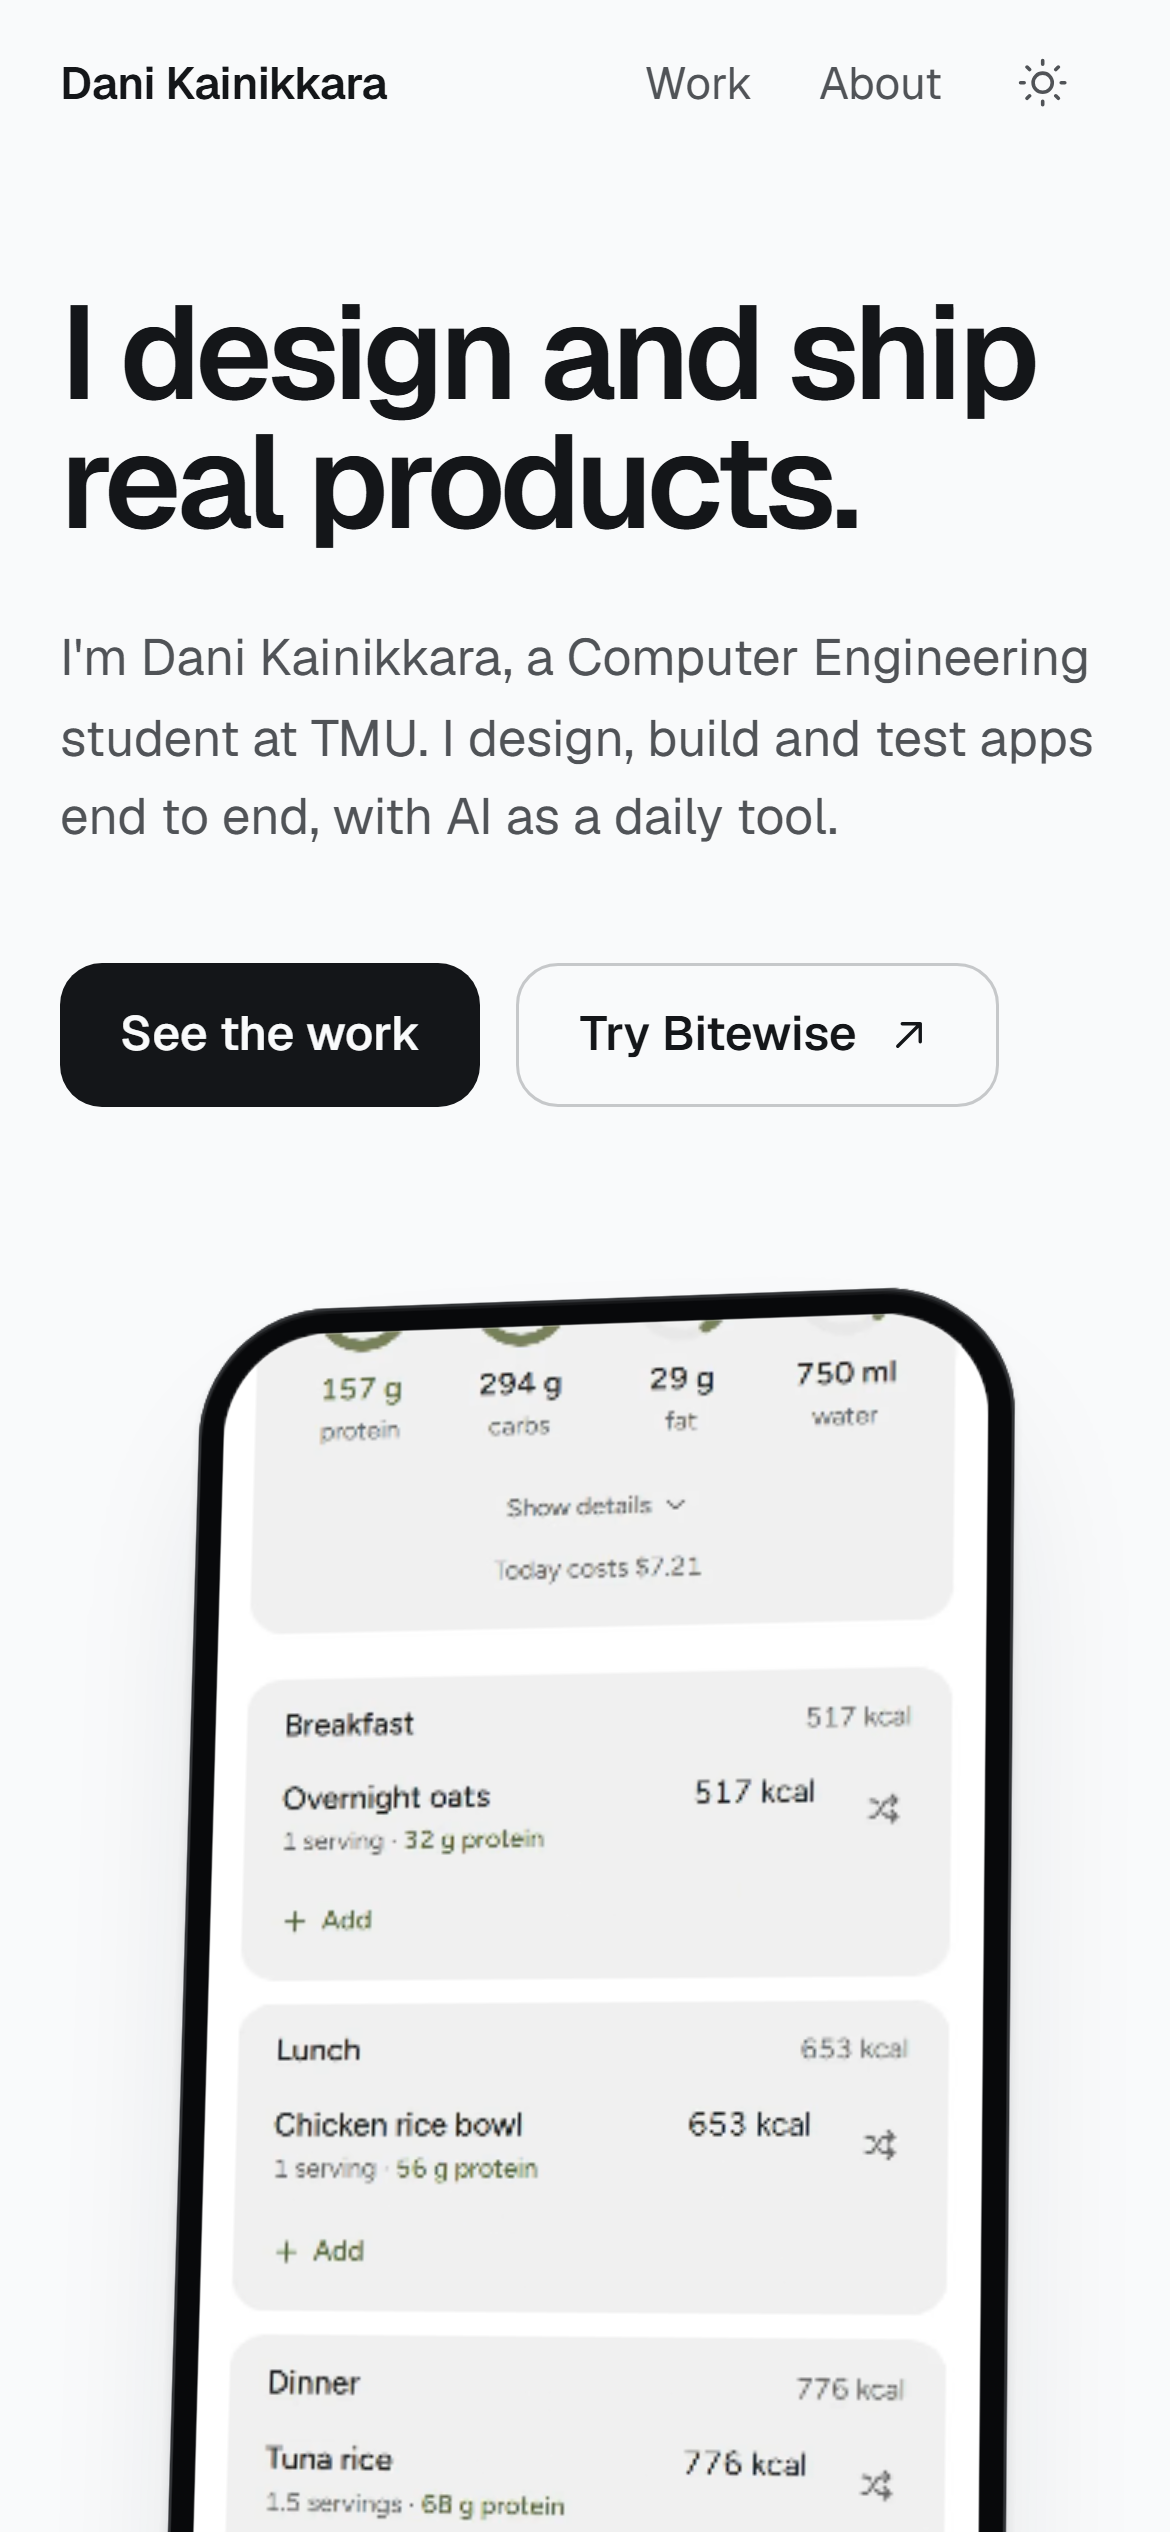 Dani Kainikkara
Work
About
I design and ship
real products.
I'm Dani Kainikkara, a Computer Engineering
student at TMU. I design, build and test apps
end to end, with AI as a daily tool.
See the work
Try Bitewise
157 g
294 g
29 g
750 ml
protein
carbs
fat
water
Show details
Today costs $7.21
Breakfast
517 kcal
Overnight oats
517 kcal
1 serving · 32 g protein
+ Add
Lunch
653 kcal
Chicken rice bowl
653 kcal
1 serving · 56 g protein
+ Add
Dinner
776 kcal
Tuna rice
776 kcal
1.5 servings · 68 g protein